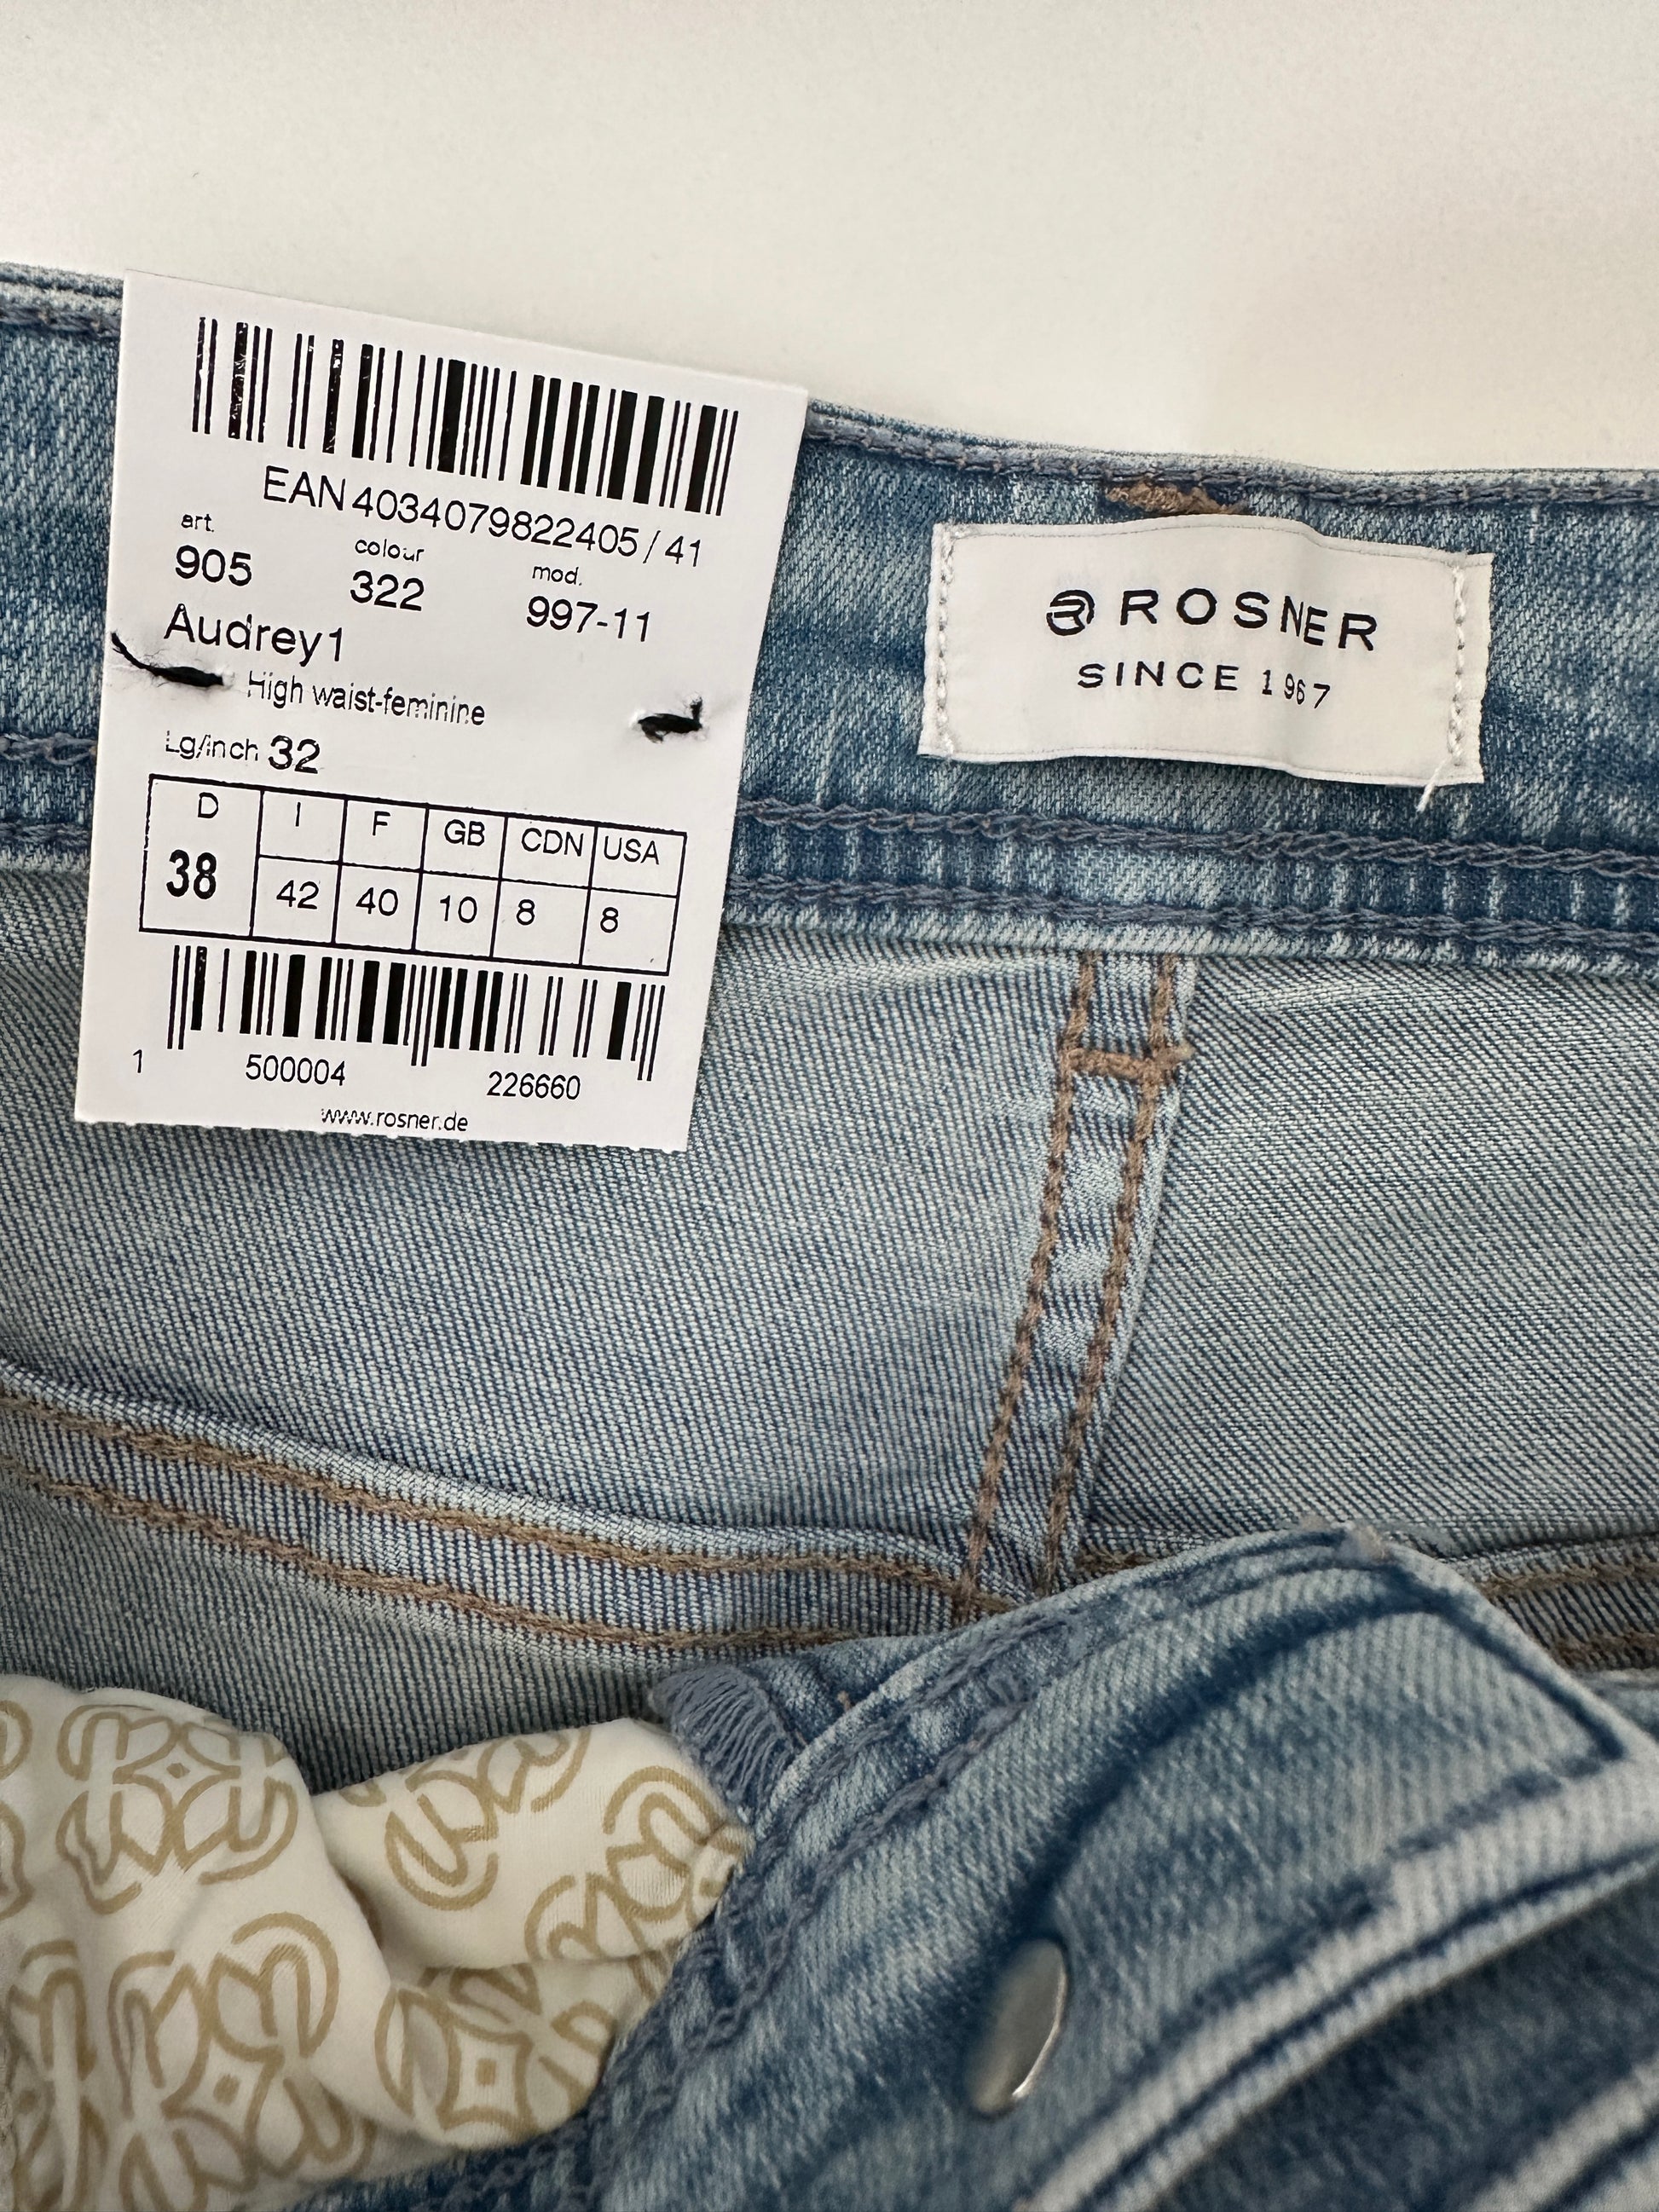 EAN 4034079822405 / 41
art. colour mod.
905 322 997-11
Audrey1
High waist-feminine
Lg/inch 32
D I F GB CDN USA
38 42 40 10 8 8
1 500004 226660
www.rosner.de
ROSNER
SINCE 1967